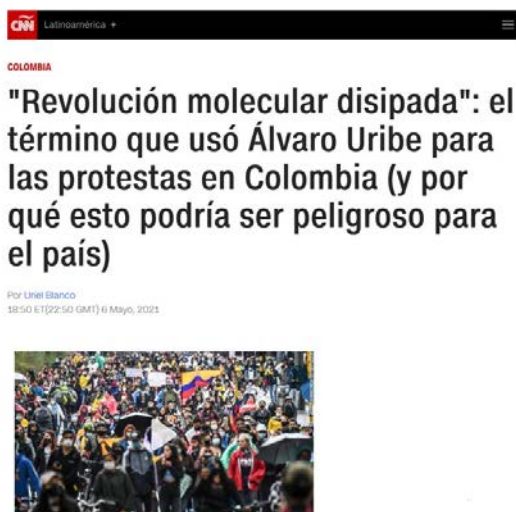 CNN
Latinoamérica +
COLOMBIA
"Revolución molecular disipada": el
término que usó Álvaro Uribe para
las protestas en Colombia (y por
qué esto podría ser peligroso para
el país)
Por Uriel Blanco
18:50 ET(22:50 GMT) 6 Mayo, 2021